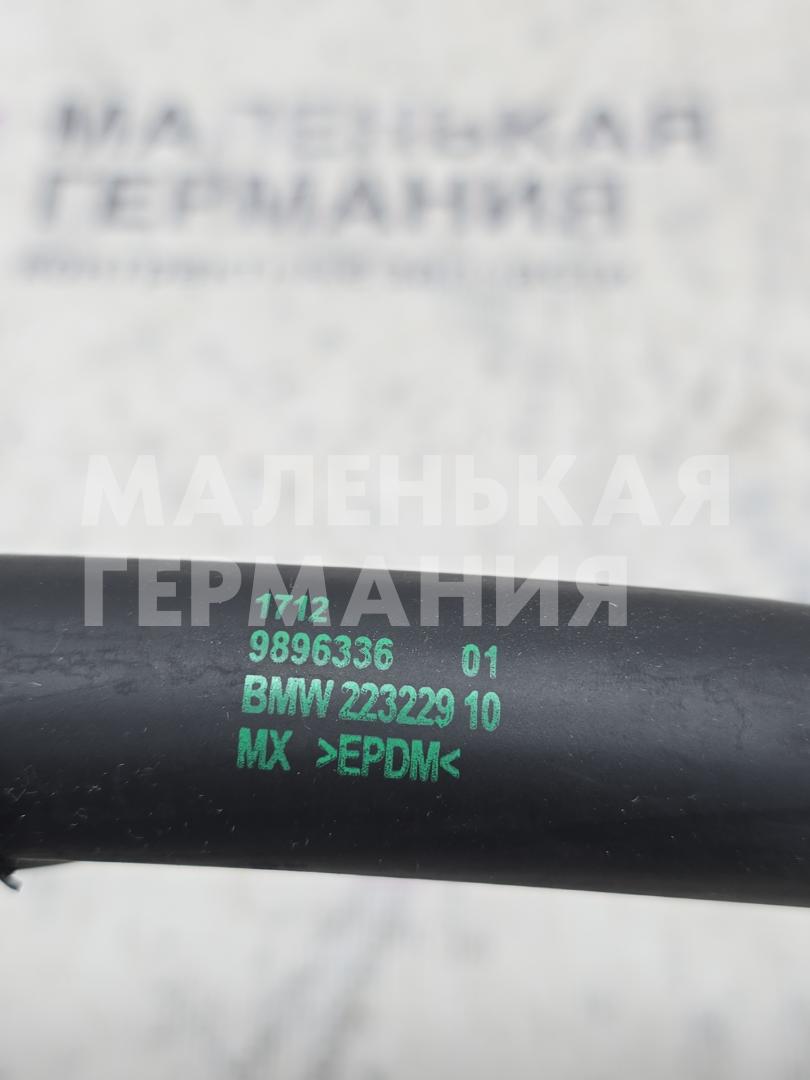 МАЛЕНЬКАЯ
ГЕРМАНИЯ
МАЛЕНЬКАЯ
ГЕРМАНИЯ
1712
9896336 01
BMW 223229 10
MX >EPDM<